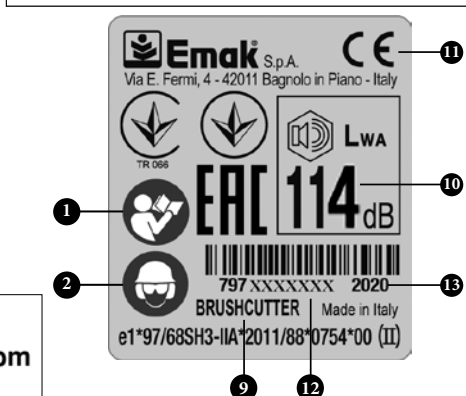 Emak S.p.A. CE
Via E. Fermi, 4 - 42011 Bagnolo in Piano - Italy
TR 066
LWA
EAC
114 dB
797 XXXXXXX 2020
BRUSHCUTTER Made in Italy
e1*97/68SH3-IIA*2011/88*0754*00 (II)
11
10
1
2
13
9
12
om